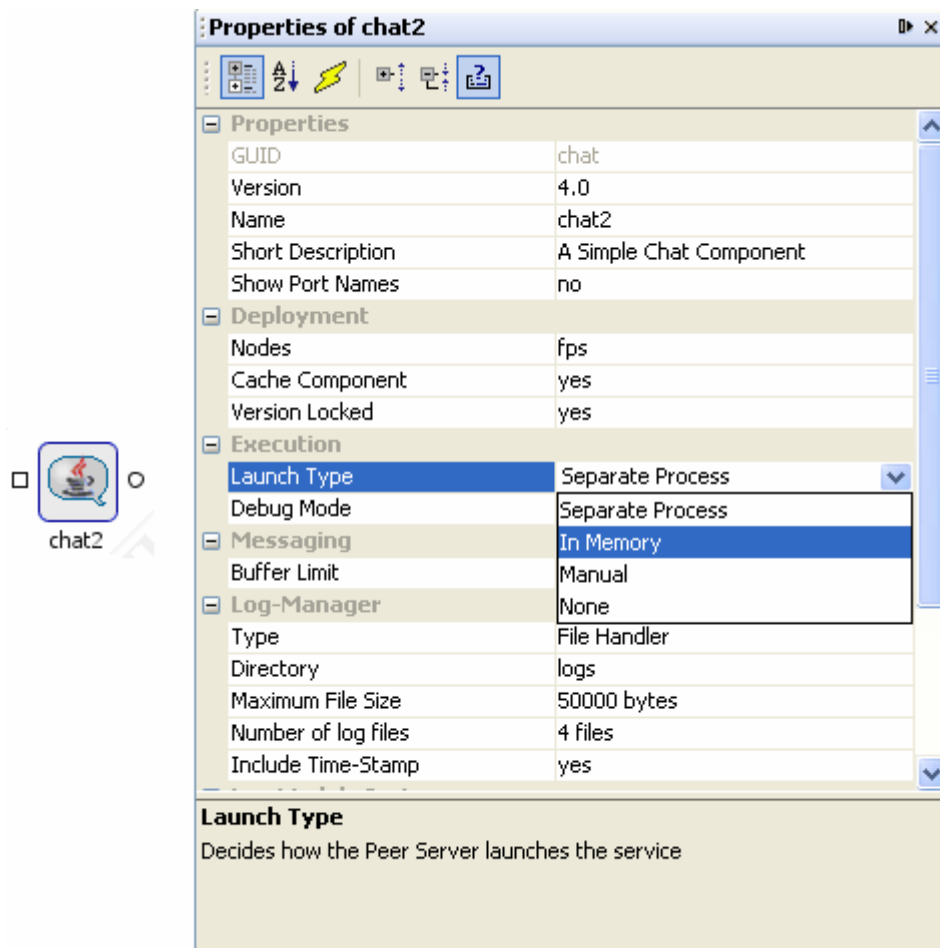 Properties of chat2
Properties
GUID chat
Version 4.0
Name chat2
Short Description A Simple Chat Component
Show Port Names no
Deployment
Nodes fps
Cache Component yes
Version Locked yes
Execution
Launch Type Separate Process
Debug Mode Separate Process
Messaging In Memory
Buffer Limit Manual
Log-Manager None
Type File Handler
Directory logs
Maximum File Size 50000 bytes
Number of log files 4 files
Include Time-Stamp yes
Launch Type
Decides how the Peer Server launches the service
chat2